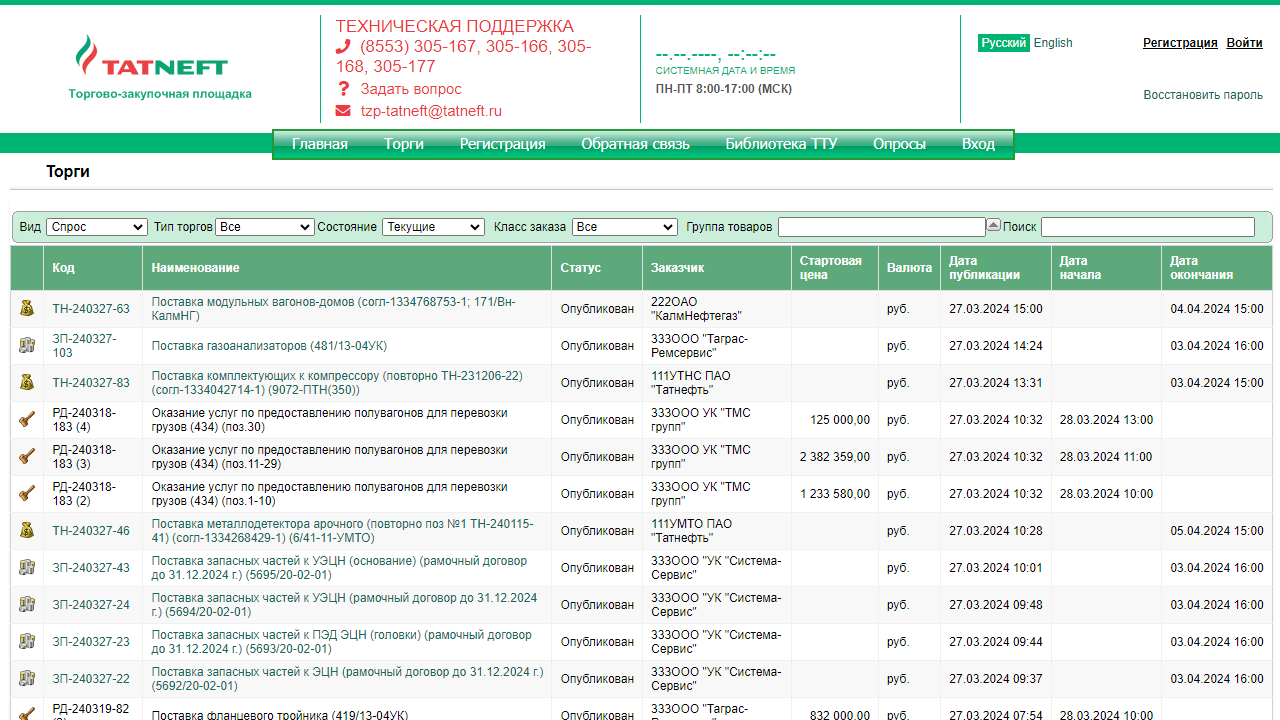 TATNEFT
Торгово-закупочная площадка
ТЕХНИЧЕСКАЯ ПОДДЕРЖКА
(8553) 305-167, 305-166, 305-
168, 305-177
Задать вопрос
tzp-tatneft@tatneft.ru
--.--.----, --:--:--
СИСТЕМНАЯ ДАТА И ВРЕМЯ
ПН-ПТ 8:00-17:00 (МСК)
Русский English
Регистрация Войти
Восстановить пароль
Главная Торги Регистрация Обратная связь Библиотека ТТУ Опросы Вход
Торги
Вид Спрос Тип торгов Все Состояние Текущие Класс заказа Все Группа товаров Поиск
Код Наименование Статус Заказчик Стартовая цена Валюта Дата публикации Дата начала Дата окончания
ТН-240327-63 Поставка модульных вагонов-домов (согл-1334768753-1; 171/Вн- Опубликован 222ОАО руб. 27.03.2024 15:00 04.04.2024 15:00
КалмНГ) "КалмНефтегаз"
ЗП-240327- Поставка газоанализаторов (481/13-04УК) Опубликован 333ООО "Таграс- руб. 27.03.2024 14:24 03.04.2024 16:00
103 Ремсервис"
ТН-240327-83 Поставка комплектующих к компрессору (повторно ТН-231206-22) Опубликован 111УТНС ПАО руб. 27.03.2024 13:31 03.04.2024 15:00
(согл-1334042714-1) (9072-ПТН(350)) "Татнефть"
РД-240318- Оказание услуг по предоставлению полувагонов для перевозки Опубликован 333ООО УК "ТМС 125 000,00 руб. 27.03.2024 10:32 28.03.2024 13:00
183 (4) грузов (434) (поз.30) групп"
РД-240318- Оказание услуг по предоставлению полувагонов для перевозки Опубликован 333ООО УК "ТМС 2 382 359,00 руб. 27.03.2024 10:32 28.03.2024 11:00
183 (3) грузов (434) (поз.11-29) групп"
РД-240318- Оказание услуг по предоставлению полувагонов для перевозки Опубликован 333ООО УК "ТМС 1 233 580,00 руб. 27.03.2024 10:32 28.03.2024 10:00
183 (2) грузов (434) (поз.1-10) групп"
ТН-240327-46 Поставка металлодетектора арочного (повторно поз №1 ТН-240115- Опубликован 111УМТО ПАО руб. 27.03.2024 10:28 05.04.2024 15:00
41) (согл-1334268429-1) (6/41-11-УМТО) "Татнефть"
ЗП-240327-43 Поставка запасных частей к УЭЦН (основание) (рамочный договор Опубликован 333ООО "УК "Система- руб. 27.03.2024 10:01 03.04.2024 16:00
до 31.12.2024 г.) (5695/20-02-01) Сервис"
ЗП-240327-24 Поставка запасных частей к УЭЦН (рамочный договор до 31.12.2024 Опубликован 333ООО "УК "Система- руб. 27.03.2024 09:48 03.04.2024 16:00
г.) (5694/20-02-01) Сервис"
ЗП-240327-23 Поставка запасных частей к ПЭД ЭЦН (головки) (рамочный договор Опубликован 333ООО "УК "Система- руб. 27.03.2024 09:44 03.04.2024 16:00
до 31.12.2024 г.) (5693/20-02-01) Сервис"
ЗП-240327-22 Поставка запасных частей к ЭЦН (рамочный договор до 31.12.2024 г.) Опубликован 333ООО "УК "Система- руб. 27.03.2024 09:37 03.04.2024 16:00
(5692/20-02-01) Сервис"
РД-240319-82 Поставка фланцевого тройника (419/13-04УК) Опубликован 333ООО "Таграс- 832 000,00 руб. 27.03.2024 07:54 28.03.2024 10:00